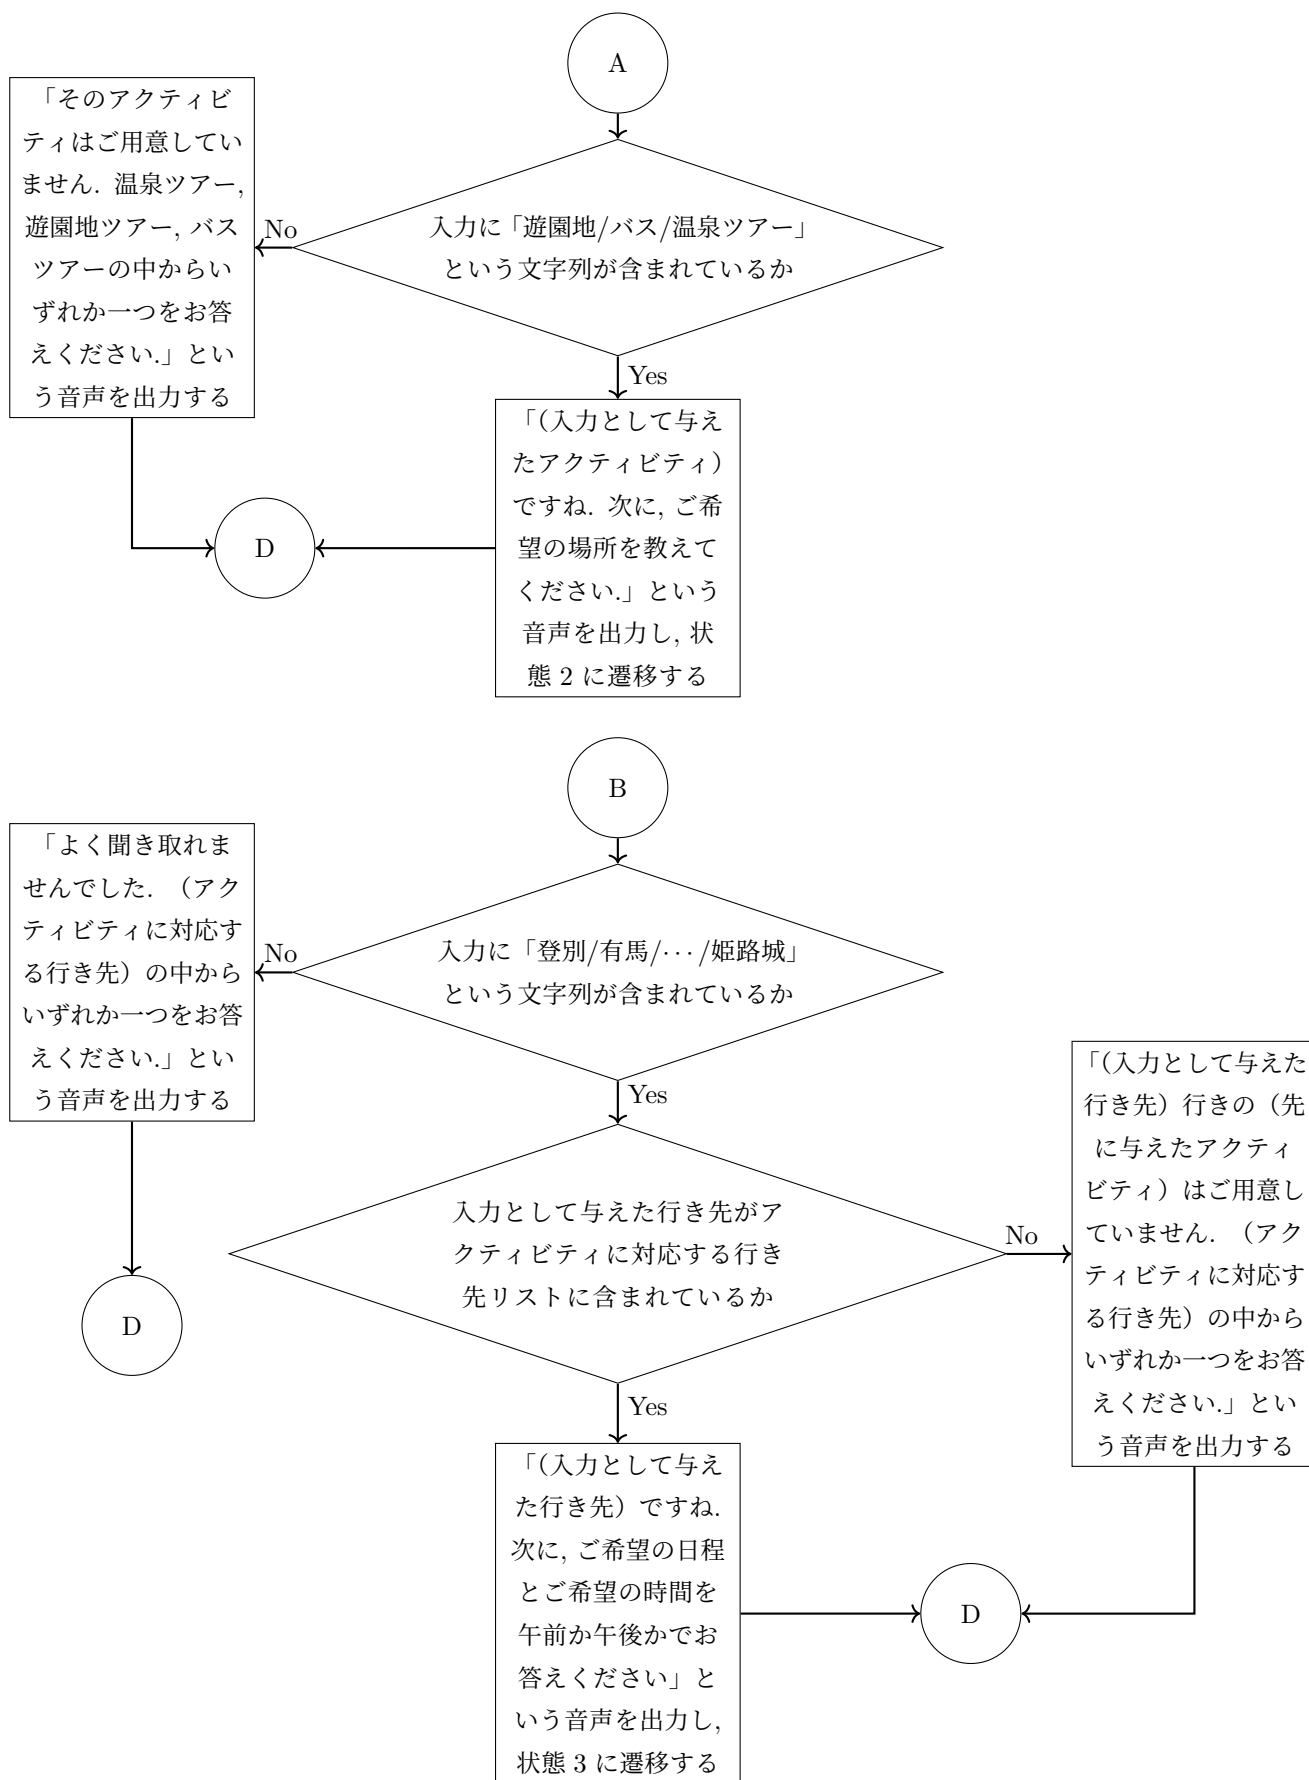 A
「そのアクティビ
ティはご用意してい
ません. 温泉ツアー,
遊園地ツアー, バス
ツアーの中からい
ずれか一つをお答
えください.」とい
う音声を出力する
No
入力に「遊園地/バス/温泉ツアー」
という文字列が含まれているか
Yes
「(入力として与え
たアクティビティ)
ですね. 次に, ご希
望の場所を教えて
ください.」という
音声を出力し, 状
態 2 に遷移する
D
B
「よく聞き取れま
せんでした. (アク
ティビティに対応す
る行き先) の中から
いずれか一つをお答
えください.」とい
う音声を出力する
No
入力に「登別/有馬/···/姫路城」
という文字列が含まれているか
Yes
D
入力として与えた行き先がア
クティビティに対応する行き
先リストに含まれているか
No
「(入力として与えた
行き先) 行きの (先
に与えたアクティ
ビティ) はご用意し
ていません. (アク
ティビティに対応す
る行き先) の中から
いずれか一つをお答
えください.」とい
う音声を出力する
Yes
「(入力として与え
た行き先) ですね.
次に, ご希望の日程
とご希望の時間を
午前か午後かでお
答えください」と
いう音声を出力し,
状態 3 に遷移する
D